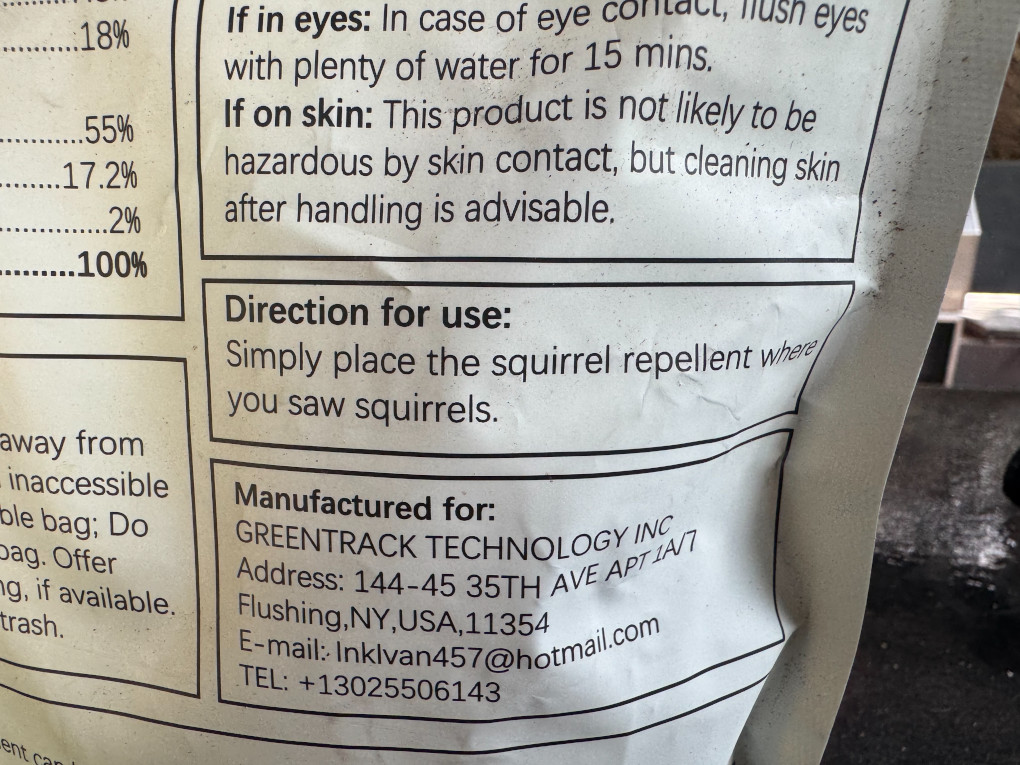 18%
55%
17.2%
2%
100%
away from
inaccessible
ble bag; Do
bag. Offer
ng, if available.
trash.
If in eyes: In case of eye contact, flush eyes
with plenty of water for 15 mins.
If on skin: This product is not likely to be
hazardous by skin contact, but cleaning skin
after handling is advisable.
Direction for use:
Simply place the squirrel repellent where
you saw squirrels.
Manufactured for:
GREENTRACK TECHNOLOGY INC
Address: 144-45 35TH AVE APT 1A/7
Flushing,NY,USA,11354
E-mail: Inklvan457@hotmail.com
TEL: +13025506143